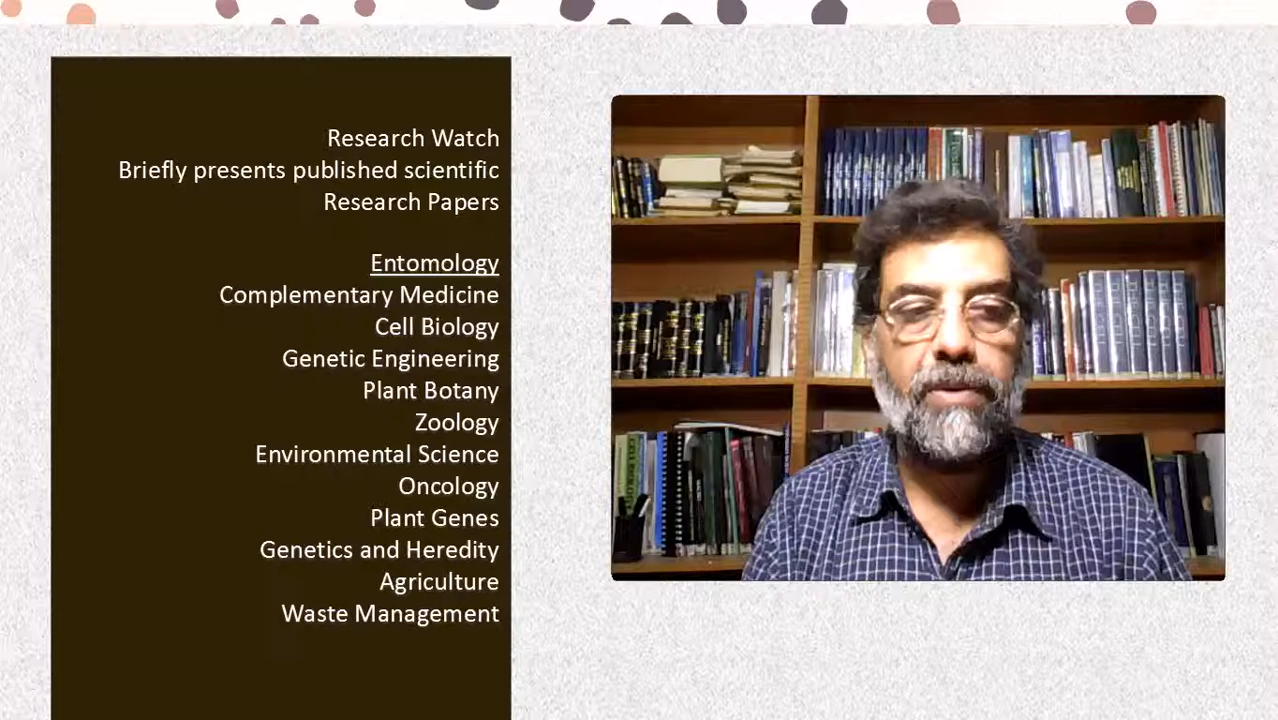 Research Watch
Briefly presents published scientific
Research Papers
Entomology
Complementary Medicine
Cell Biology
Genetic Engineering
Plant Botany
Zoology
Environmental Science
Oncology
Plant Genes
Genetics and Heredity
Agriculture
Waste Management